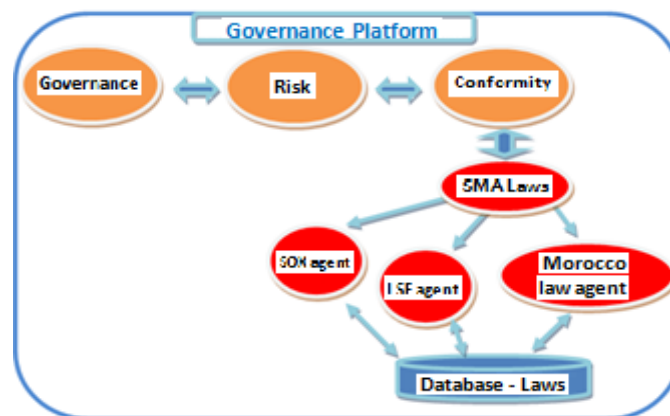 Governance Platform
Governance
Risk
Conformity
SMA Laws
SOX agent
LSF agent
Morocco
law agent
Database - Laws